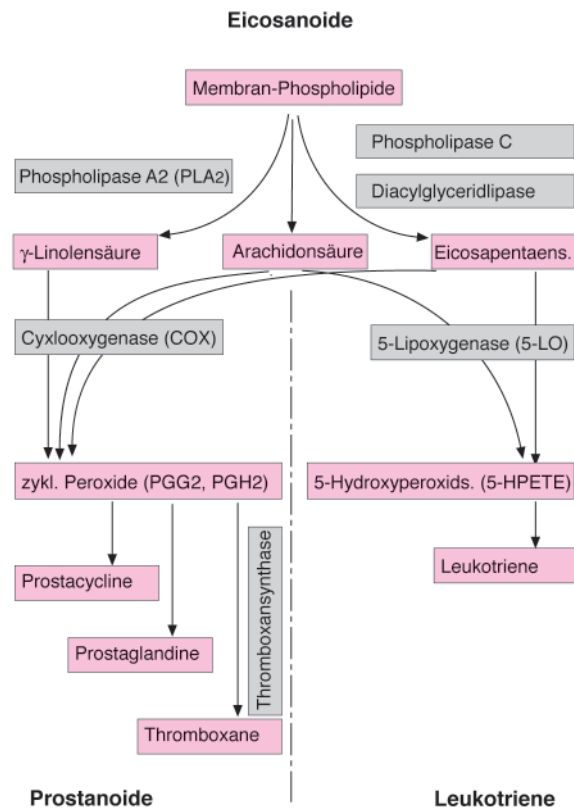 Eicosanoide
Membran-Phospholipide
Phospholipase A2 (PLA2)
Phospholipase C
Diacylglyceridlipase
γ-Linolensäure
Arachidonsäure
Eicosapentaens.
Cyxlooxygenase (COX)
5-Lipoxygenase (5-LO)
zykl. Peroxide (PGG2, PGH2)
5-Hydroxyperoxids. (5-HPETE)
Thromboxansynthase
Prostacycline
Leukotriene
Prostaglandine
Thromboxane
Prostanoide
Leukotriene